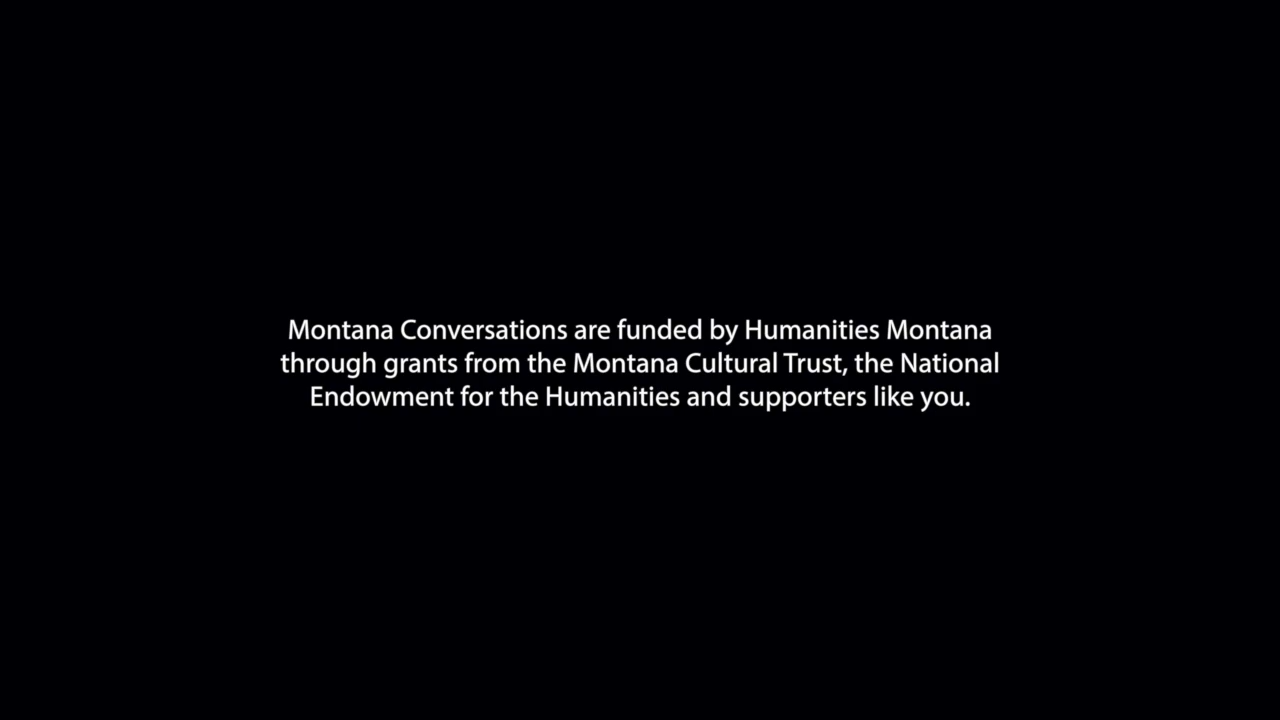 Montana Conversations are funded by Humanities Montana
through grants from the Montana Cultural Trust, the National
Endowment for the Humanities and supporters like you.